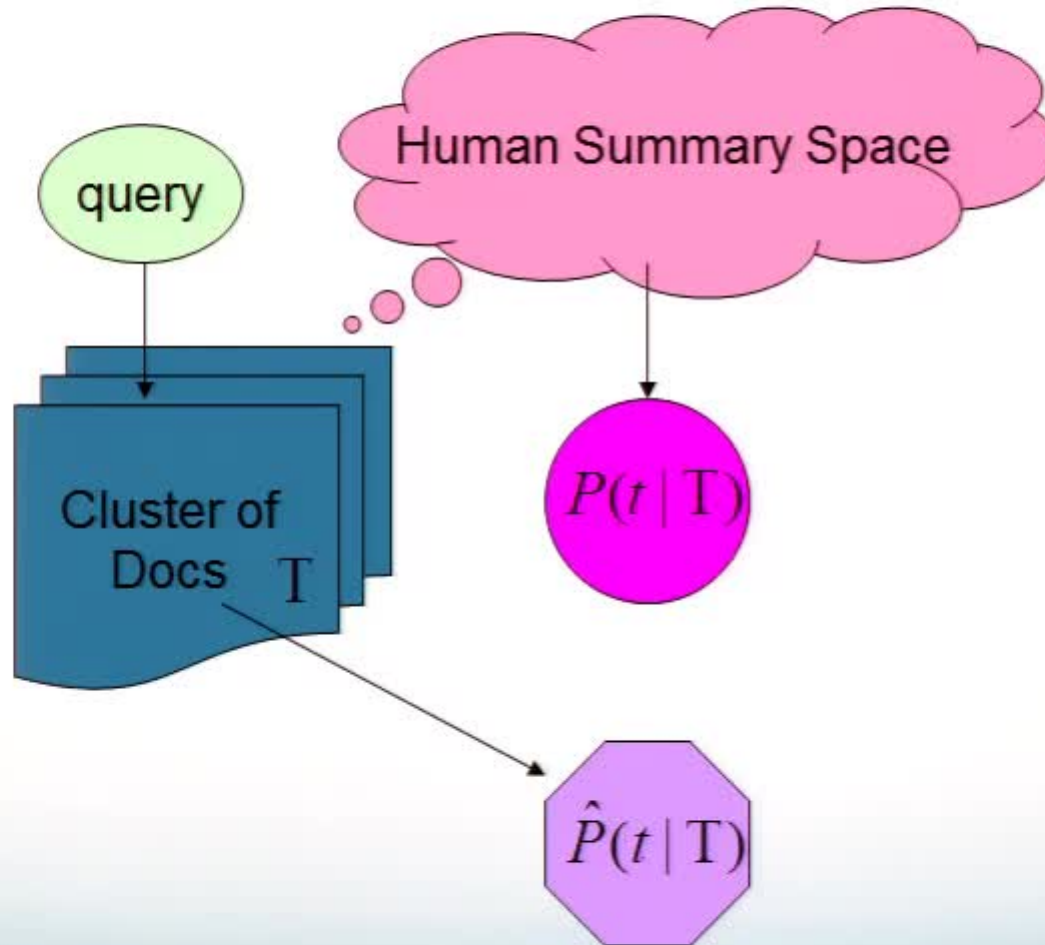 Human Summary Space
query
Cluster of
Docs T
P(t | T)
P̂(t | T)